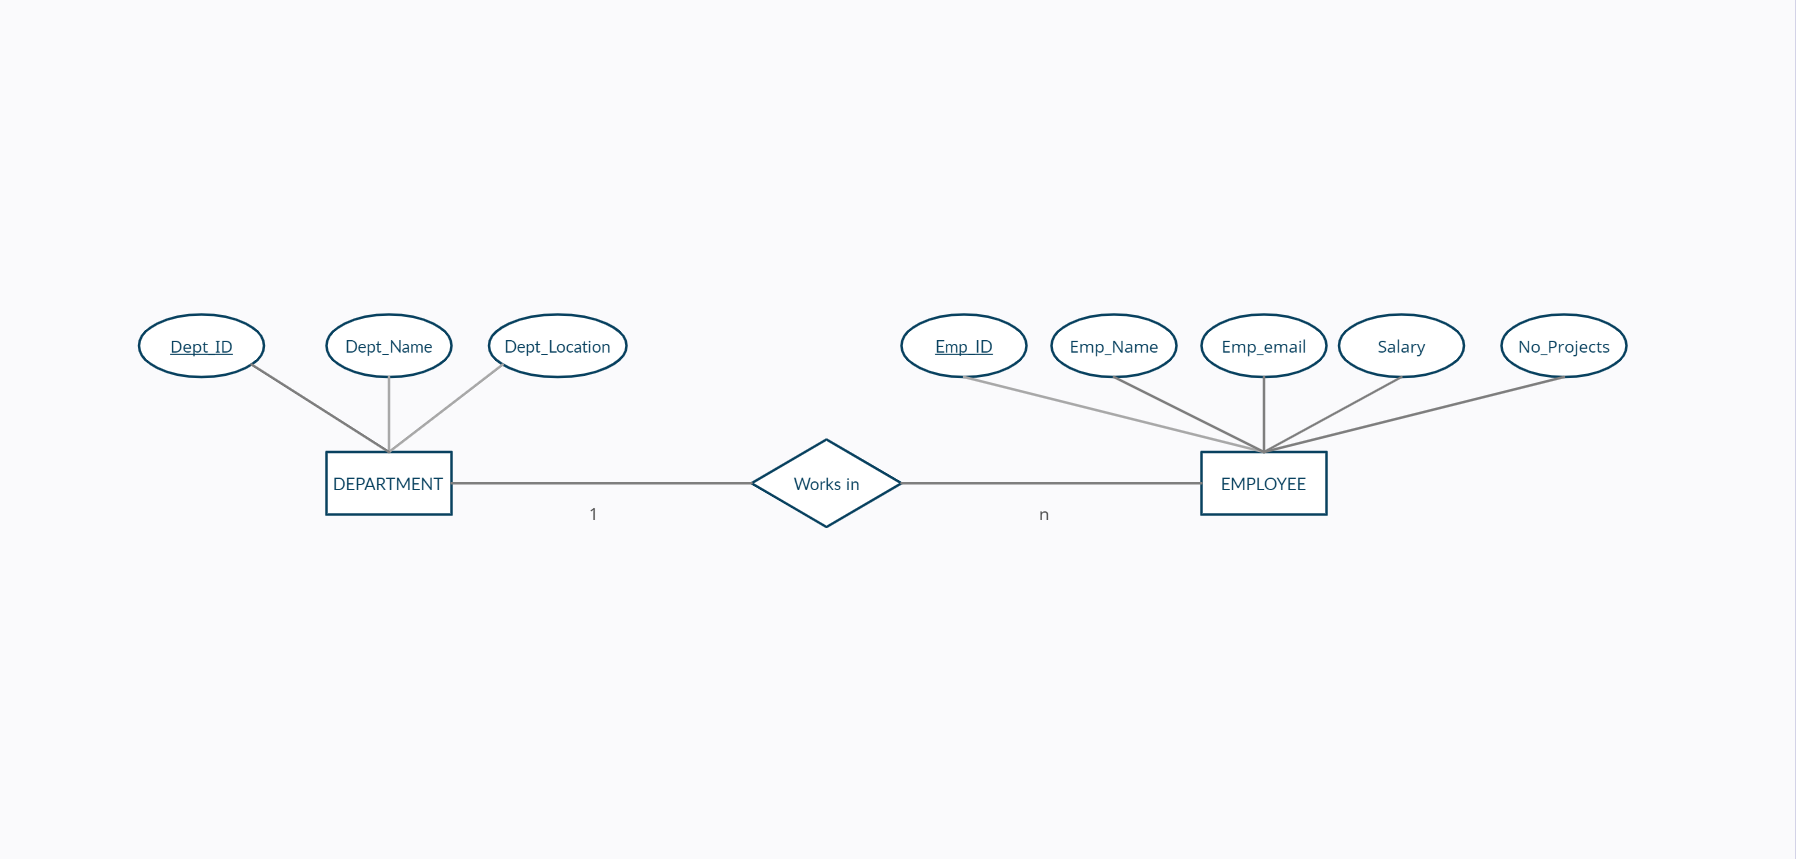 Dept_ID
Dept_Name
Dept_Location
Emp_ID
Emp_Name
Emp_email
Salary
No_Projects
DEPARTMENT
Works in
EMPLOYEE
1
n